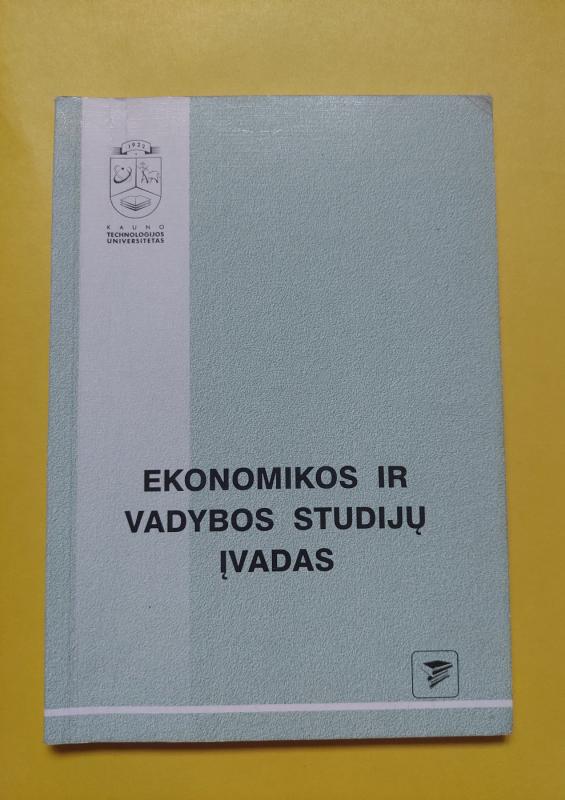 1922
KAUNO
TECHNOLOGIJOS
UNIVERSITETAS
EKONOMIKOS IR
VADYBOS STUDIJŲ
ĮVADAS